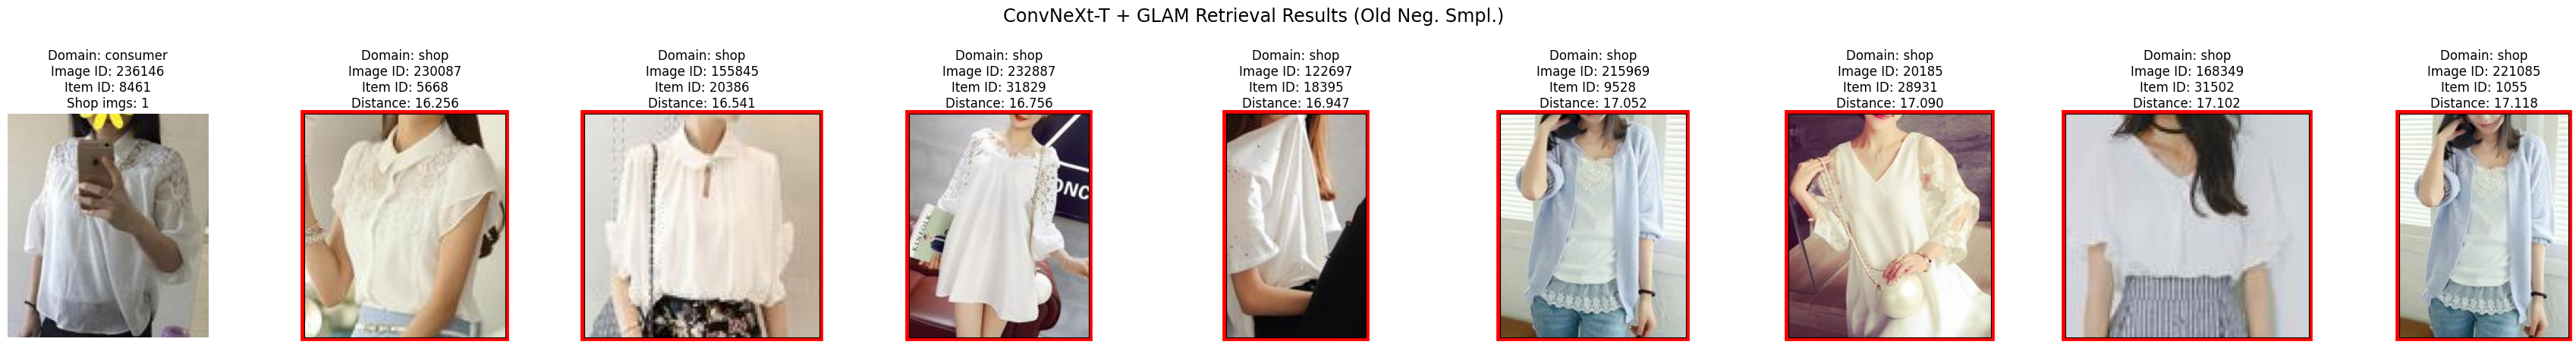 ConvNeXt-T + GLAM Retrieval Results (Old Neg. Smpl.)
Domain: consumer
Image ID: 236146
Item ID: 8461
Shop imgs: 1
Domain: shop
Image ID: 230087
Item ID: 5668
Distance: 16.256
Domain: shop
Image ID: 155845
Item ID: 20386
Distance: 16.541
Domain: shop
Image ID: 232887
Item ID: 31829
Distance: 16.756
Domain: shop
Image ID: 122697
Item ID: 18395
Distance: 16.947
Domain: shop
Image ID: 215969
Item ID: 9528
Distance: 17.052
Domain: shop
Image ID: 20185
Item ID: 28931
Distance: 17.090
Domain: shop
Image ID: 168349
Item ID: 31502
Distance: 17.102
Domain: shop
Image ID: 221085
Item ID: 1055
Distance: 17.118